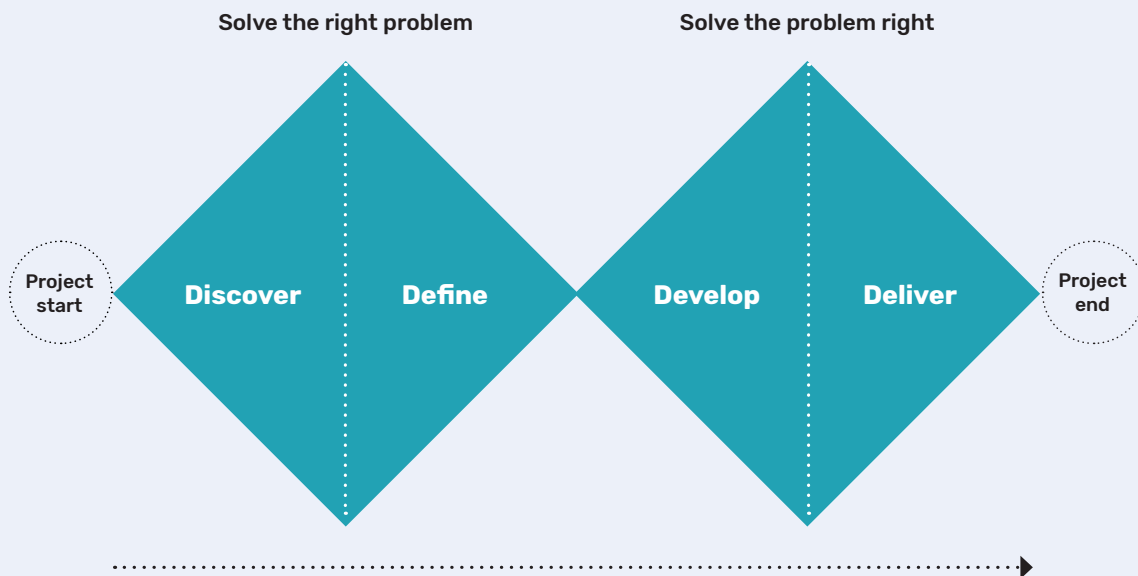 Solve the right problem
Solve the problem right
Project
start
Discover
Define
Develop
Deliver
Project
end